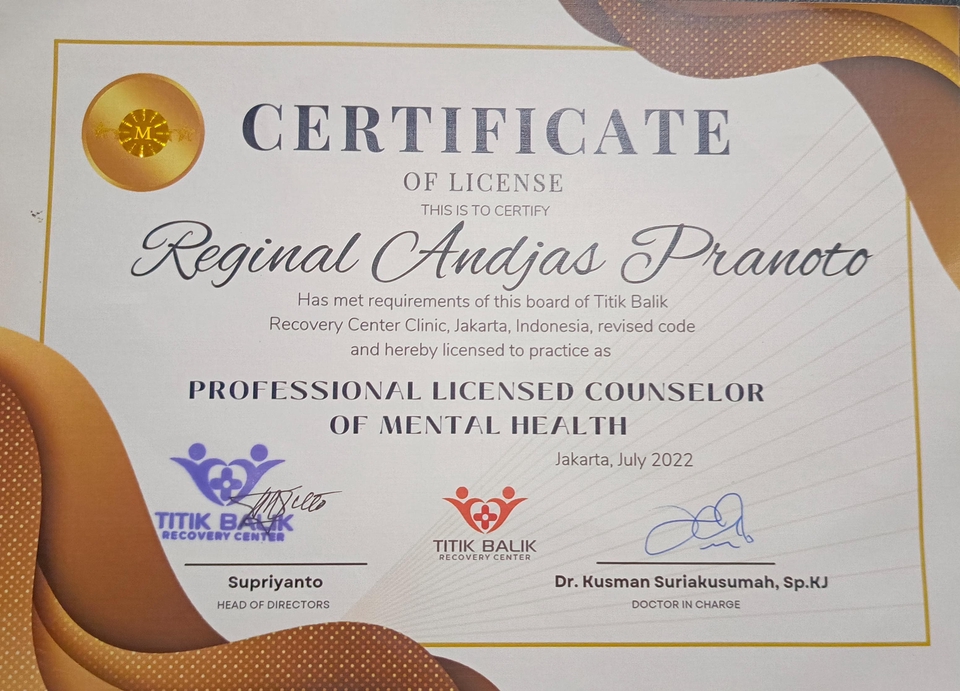 M
CERTIFICATE
OF LICENSE
THIS IS TO CERTIFY
Reginal Andjas Pranoto
Has met requirements of this board of Titik Balik
Recovery Center Clinic, Jakarta, Indonesia, revised code
and hereby licensed to practice as
PROFESSIONAL LICENSED COUNSELOR
OF MENTAL HEALTH
Jakarta, July 2022
TITIK BALIK
RECOVERY CENTER
TITIK BALIK
RECOVERY CENTER
Supriyanto
HEAD OF DIRECTORS
Dr. Kusman Suriakusumah, Sp.KJ
DOCTOR IN CHARGE